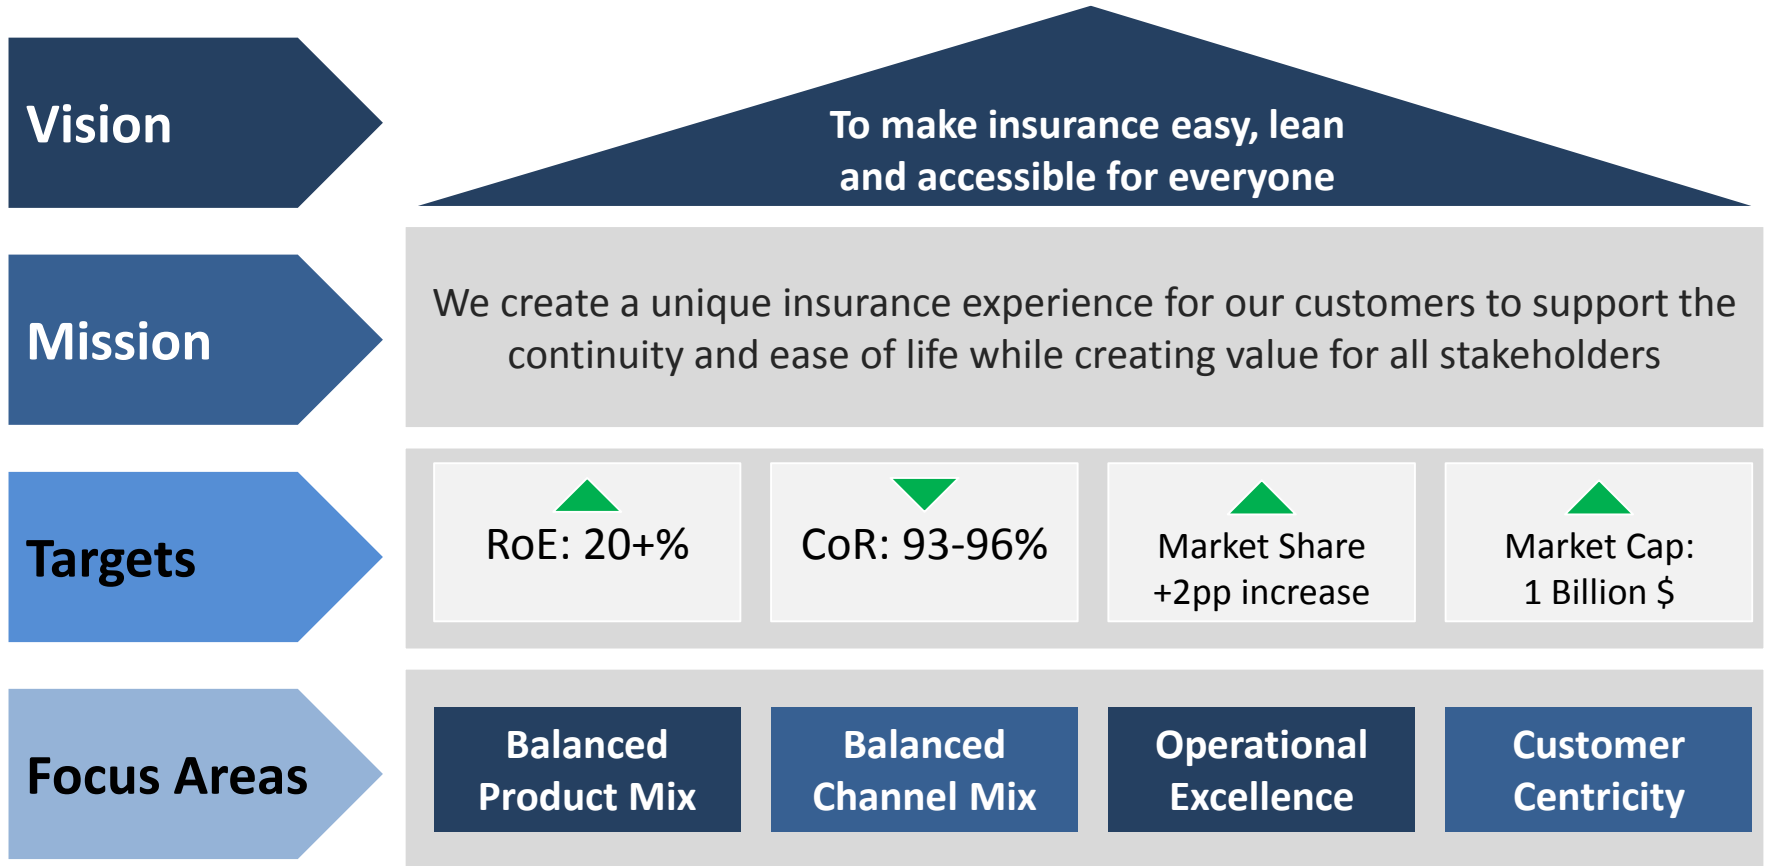 Vision
To make insurance easy, lean
and accessible for everyone
Mission
We create a unique insurance experience for our customers to support the
continuity and ease of life while creating value for all stakeholders
Targets
RoE: 20+%
CoR: 93-96%
Market Share
+2pp increase
Market Cap:
1 Billion $
Focus Areas
Balanced
Product Mix
Balanced
Channel Mix
Operational
Excellence
Customer
Centricity